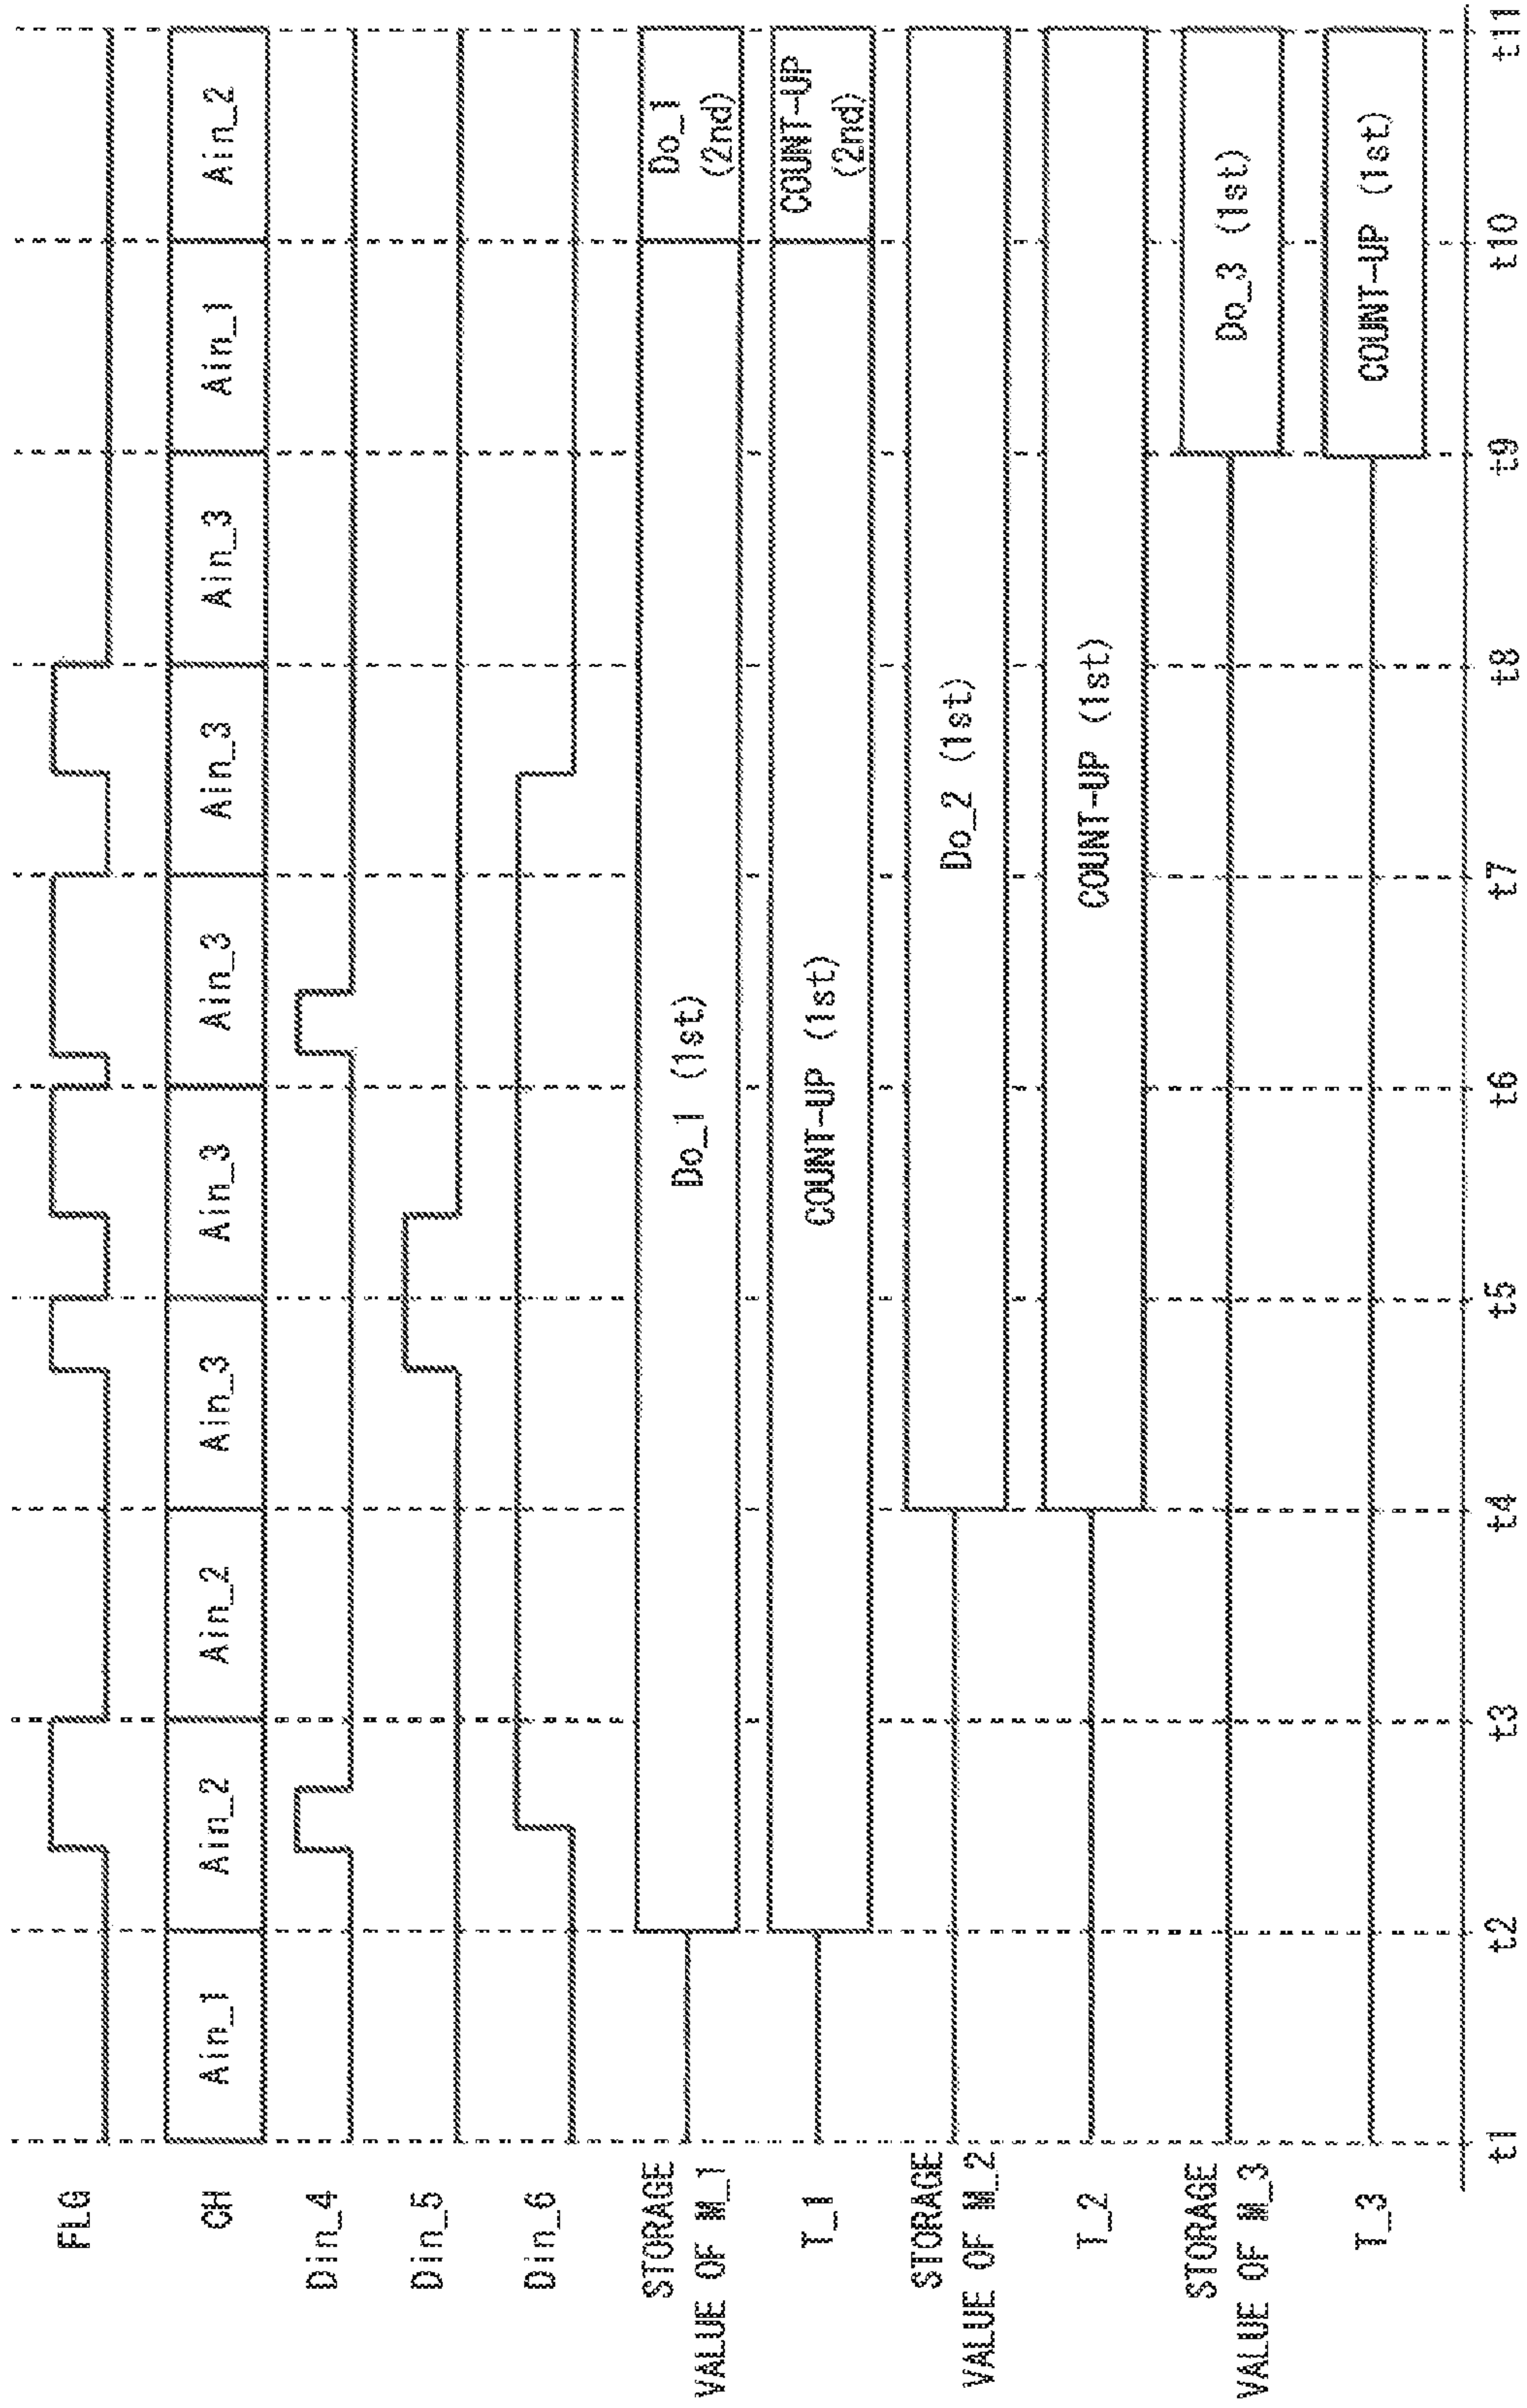 FLG
CH
Ain_1
Ain_2
Ain_2
Ain_3
Ain_3
Ain_3
Ain_3
Ain_3
Ain_1
Ain_2
Din_4
Din_5
Din_6
STORAGE
VALUE OF M_1
Do_1 (1st)
Do_1
(2nd)
T_1
COUNT-UP (1st)
COUNT-UP
(2nd)
STORAGE
VALUE OF M_2
Do_2 (1st)
T_2
COUNT-UP (1st)
STORAGE
VALUE OF M_3
Do_3 (1st)
T_3
COUNT-UP (1st)
t1 t2 t3 t4 t5 t6 t7 t8 t9 t10 t11